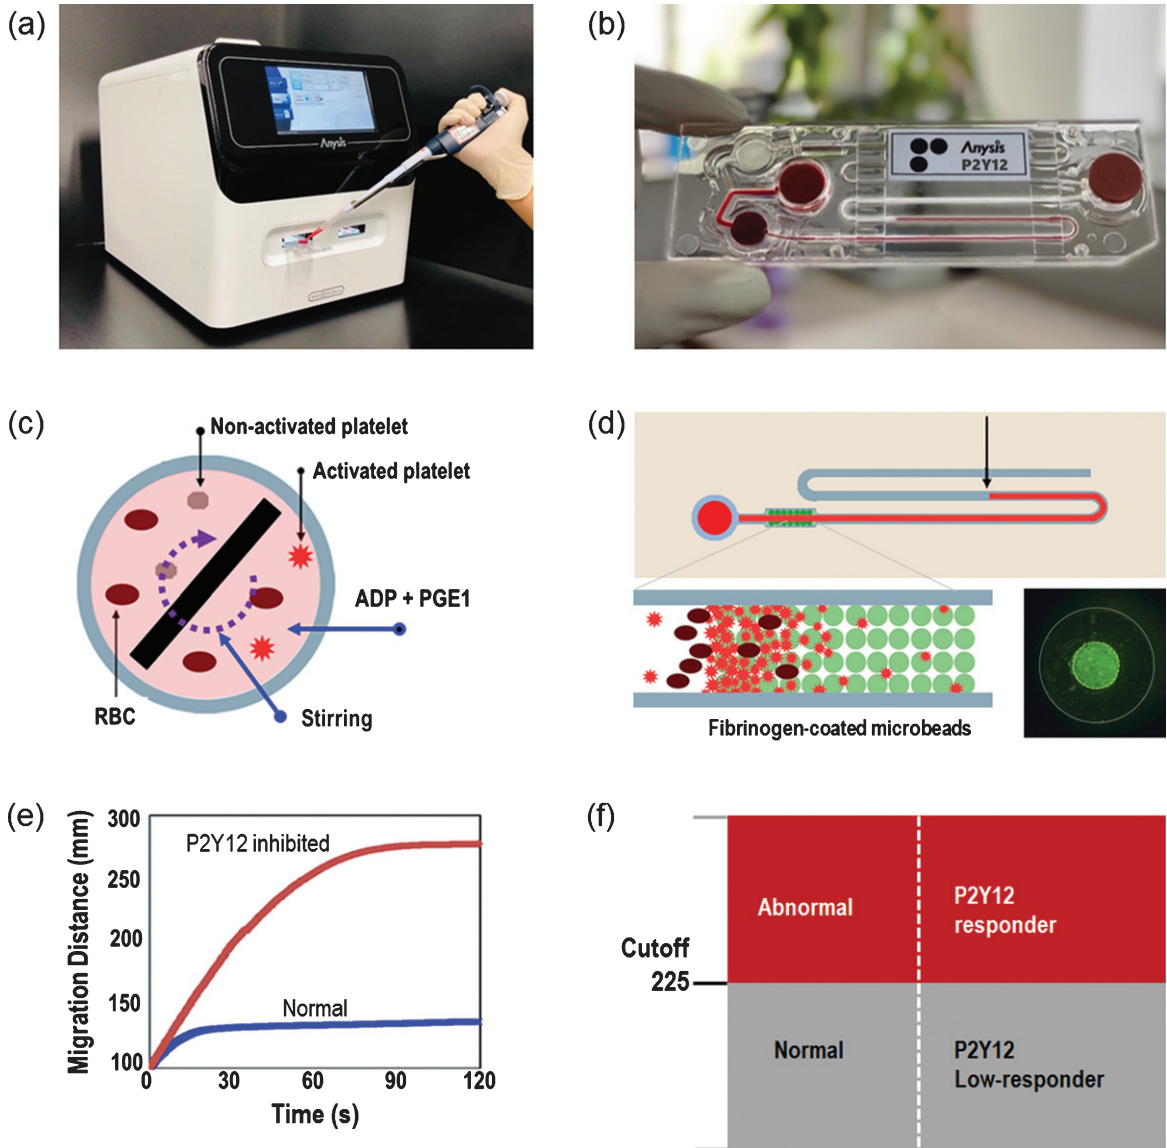 (a)
Anysis
(b)
Anysis
P2Y12
(c)
Non-activated platelet
Activated platelet
ADP + PGE1
RBC
Stirring
(d)
Fibrinogen-coated microbeads
(e)
Migration Distance (mm)
300
250
200
150
100
P2Y12 inhibited
Normal
0
30
60
90
120
Time (s)
(f)
Cutoff
225
Abnormal
P2Y12
responder
Normal
P2Y12
Low-responder